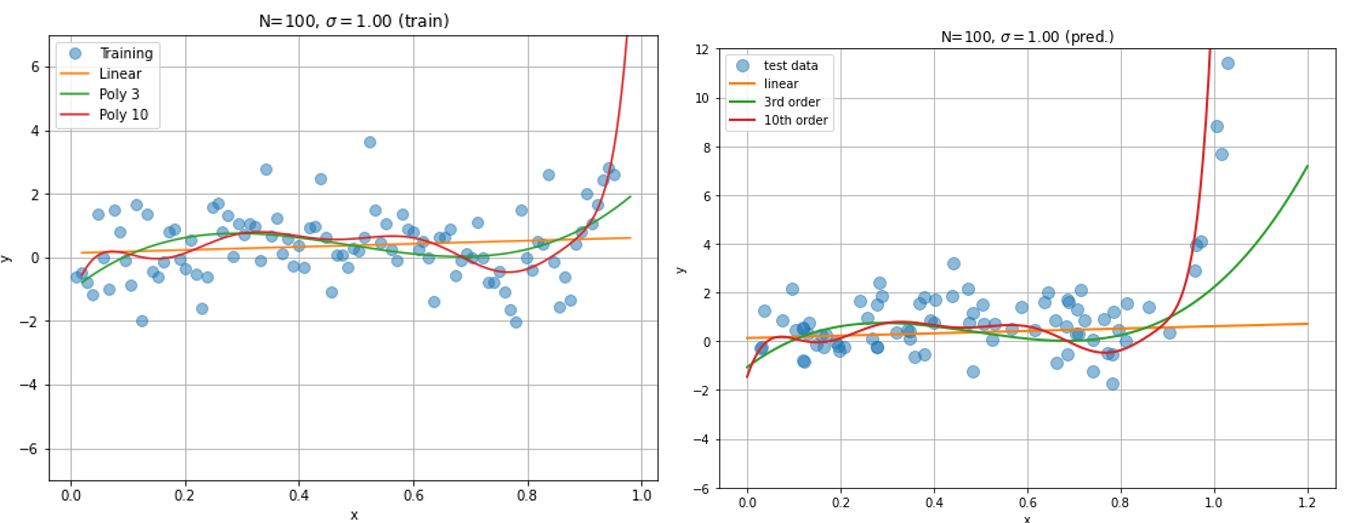 N=100, σ = 1.00 (train)
Training
Linear
Poly 3
Poly 10
6
4
2
0
−2
−4
−6
y
0.0 0.2 0.4 0.6 0.8 1.0
x
N=100, σ = 1.00 (pred.)
test data
linear
3rd order
10th order
12
10
8
6
4
2
0
−2
−4
−6
y
0.0 0.2 0.4 0.6 0.8 1.0 1.2
x